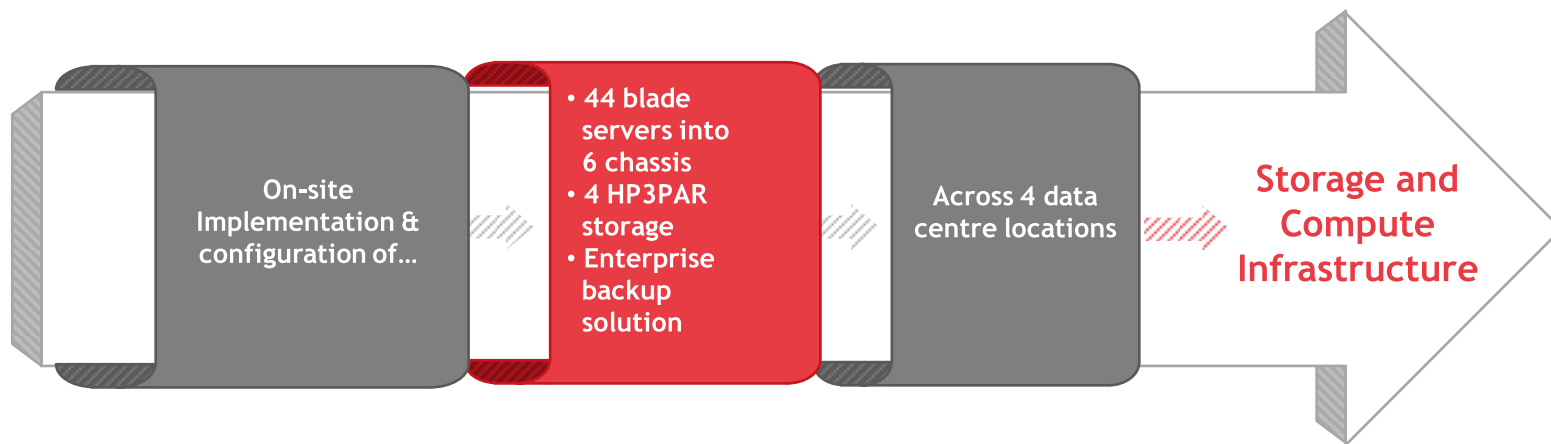 On-site
Implementation &
configuration of…
• 44 blade
servers into
6 chassis
• 4 HP3PAR
storage
• Enterprise
backup
solution
Across 4 data
centre locations
Storage and
Compute
Infrastructure